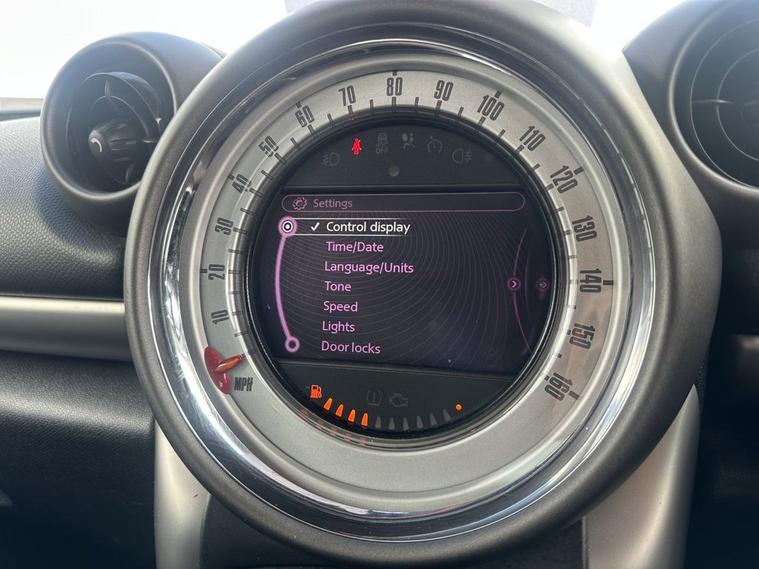 10
20
30
40
50
60
70
80
90
100
110
120
130
140
150
160
MPH
OFF
Settings
Control display
Time/Date
Language/Units
Tone
Speed
Lights
Door locks